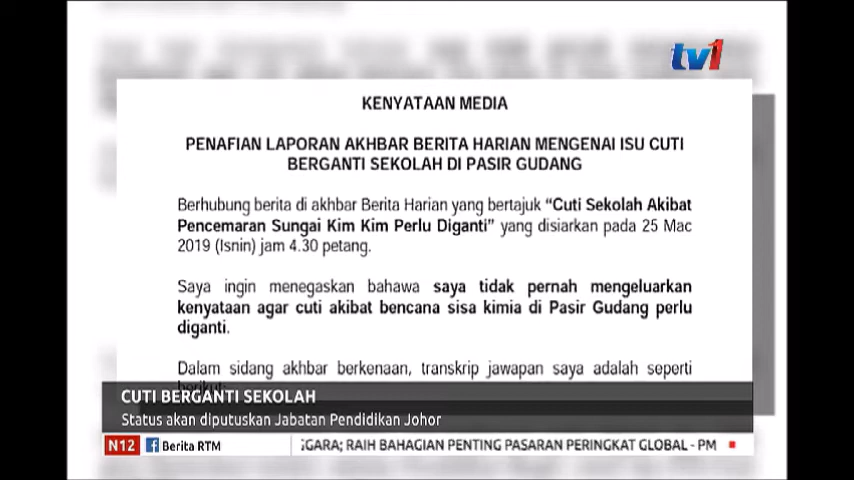 tv1
KENYATAAN MEDIA
PENAFIAN LAPORAN AKHBAR BERITA HARIAN MENGENAI ISU CUTI
BERGANTI SEKOLAH DI PASIR GUDANG
Berhubung berita di akhbar Berita Harian yang bertajuk “Cuti Sekolah Akibat
Pencemaran Sungai Kim Kim Perlu Diganti” yang disiarkan pada 25 Mac
2019 (Isnin) jam 4.30 petang.
Saya ingin menegaskan bahawa saya tidak pernah mengeluarkan
kenyataan agar cuti akibat bencana sisa kimia di Pasir Gudang perlu
diganti.
Dalam sidang akhbar berkenaan, transkrip jawapan saya adalah seperti
CUTI BERGANTI SEKOLAH
Status akan diputuskan Jabatan Pendidikan Johor
N12 Berita RTM GARA; RAIH BAHAGIAN PENTING PASARAN PERINGKAT GLOBAL - PM